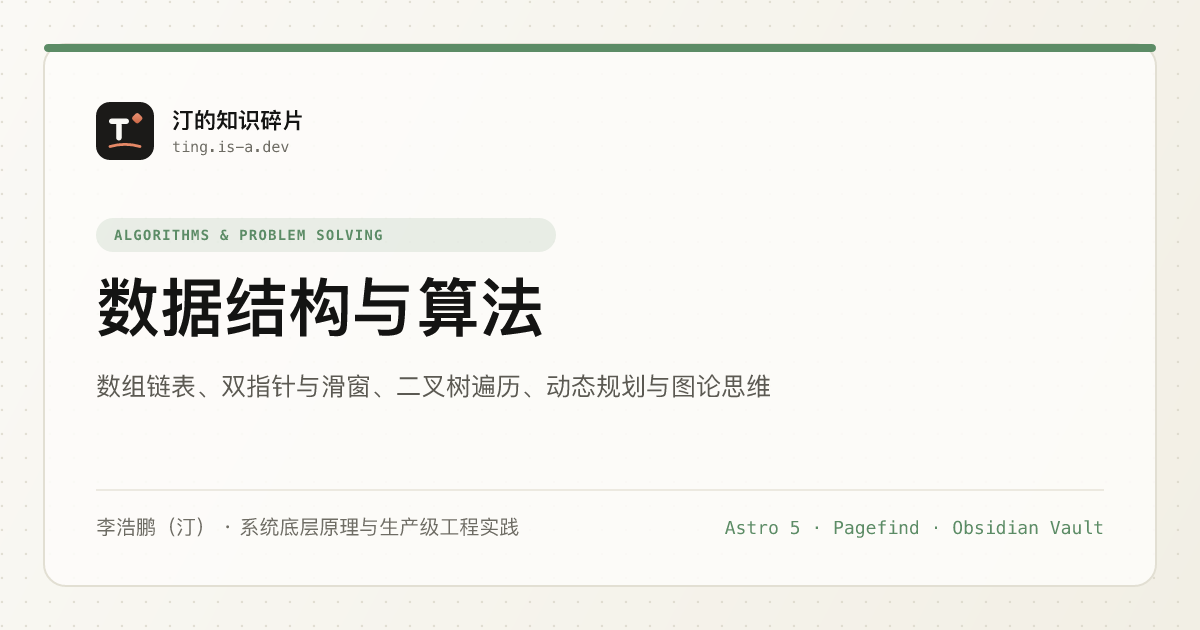 汀的知识碎片
ting.is-a.dev
ALGORITHMS & PROBLEM SOLVING
数据结构与算法
数组链表、双指针与滑窗、二叉树遍历、动态规划与图论思维
李浩鹏（汀） · 系统底层原理与生产级工程实践
Astro 5 · Pagefind · Obsidian Vault